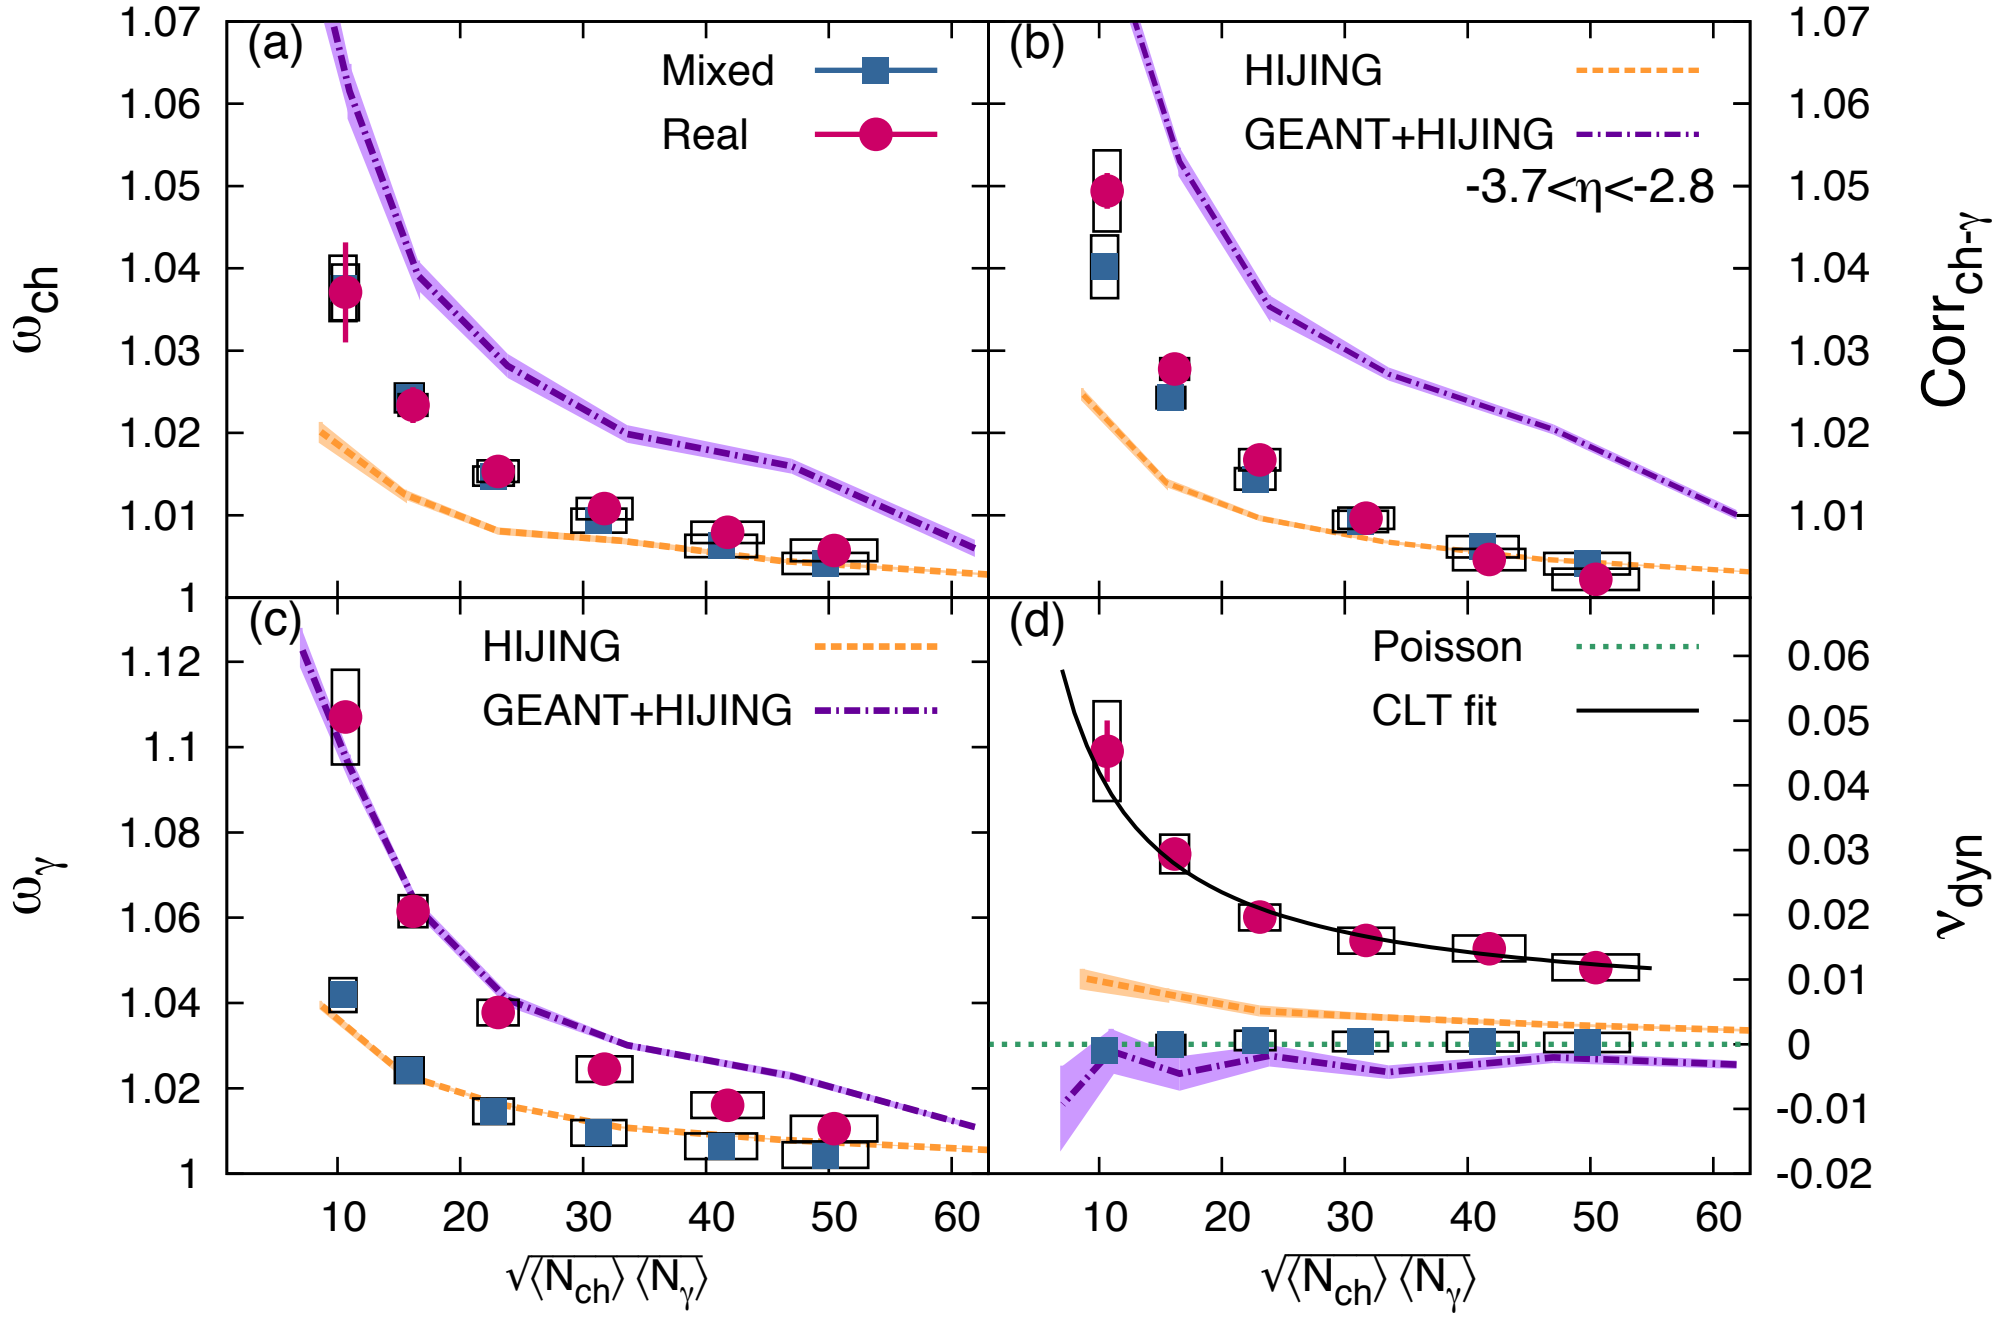 (a)
Mixed
Real
1.07
1.06
1.05
1.04
1.03
1.02
1.01
1
ω_ch
(b)
HIJING
GEANT+HIJING
-3.7<η<-2.8
1.07
1.06
1.05
1.04
1.03
1.02
1.01
Corr_ch-γ
(c)
HIJING
GEANT+HIJING
1.12
1.1
1.08
1.06
1.04
1.02
1
ω_γ
10 20 30 40 50 60
√⟨N_ch⟩ ⟨N_γ⟩
(d)
Poisson
CLT fit
0.06
0.05
0.04
0.03
0.02
0.01
0
-0.01
-0.02
ν_dyn
10 20 30 40 50 60
√⟨N_ch⟩ ⟨N_γ⟩